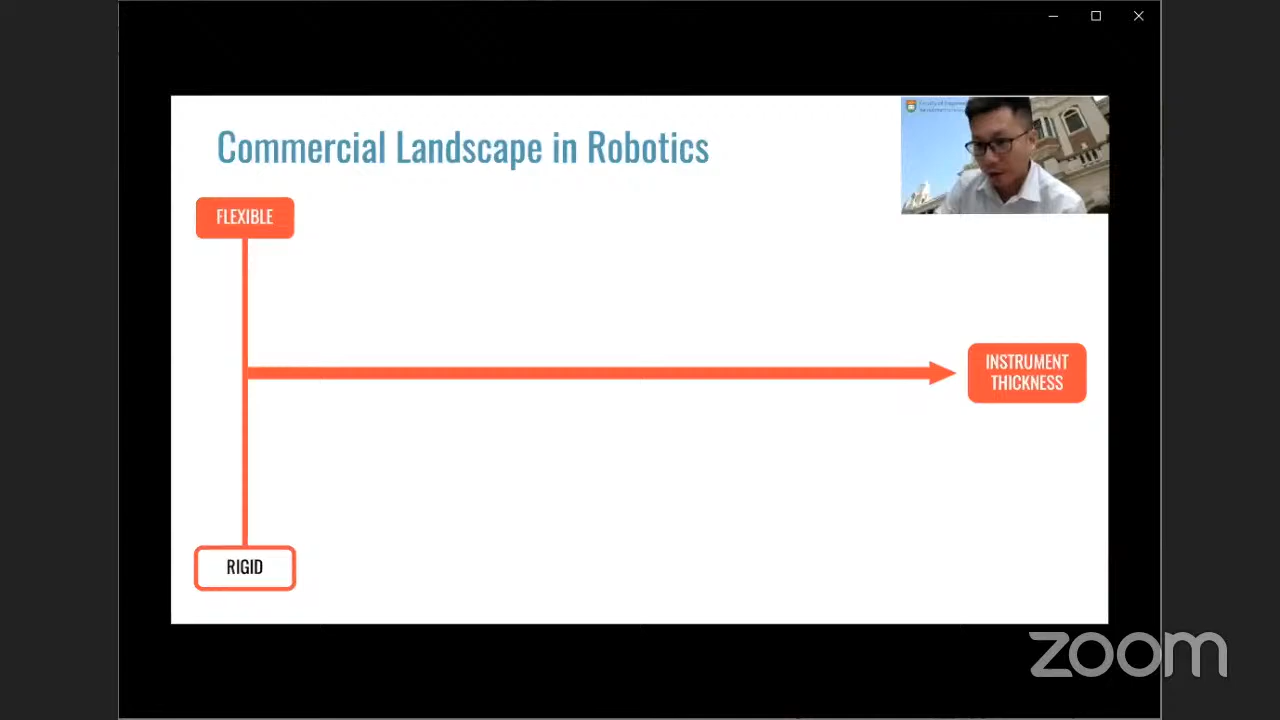 Commercial Landscape in Robotics
FLEXIBLE
INSTRUMENT
THICKNESS
RIGID
zoom